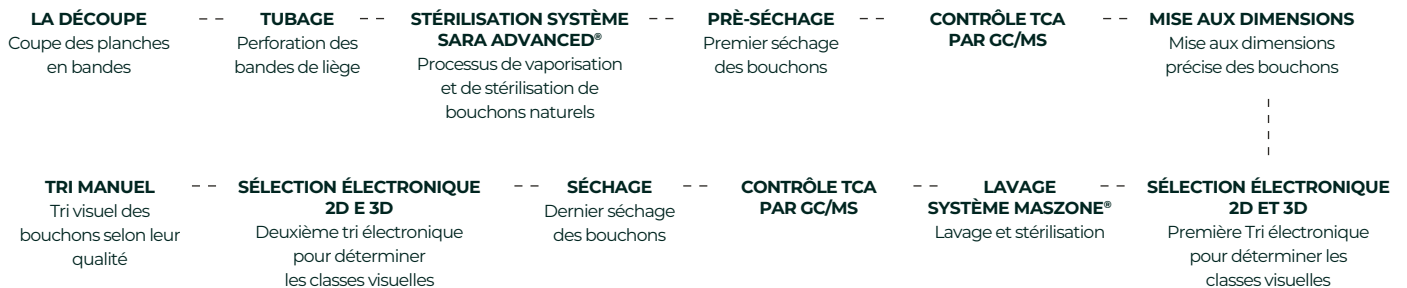 LA DÉCOUPE
Coupe des planches
en bandes
TUBAGE
Perforation des
bandes de liège
STÉRILISATION SYSTÈME
SARA ADVANCED®
Processus de vaporisation
et de stérilisation de
bouchons naturels
PRÈ-SÉCHAGE
Premier séchage
des bouchons
CONTRÔLE TCA
PAR GC/MS
MISE AUX DIMENSIONS
Mise aux dimensions
précise des bouchons
TRI MANUEL
Tri visuel des
bouchons selon leur
qualité
SÉLECTION ÉLECTRONIQUE
2D E 3D
Deuxième tri électronique
pour déterminer
les classes visuelles
SÉCHAGE
Dernier séchage
des bouchons
CONTRÔLE TCA
PAR GC/MS
LAVAGE
SYSTÈME MASZONE®
Lavage et stérilisation
SÉLECTION ÉLECTRONIQUE
2D ET 3D
Première Tri électronique
pour déterminer les
classes visuelles